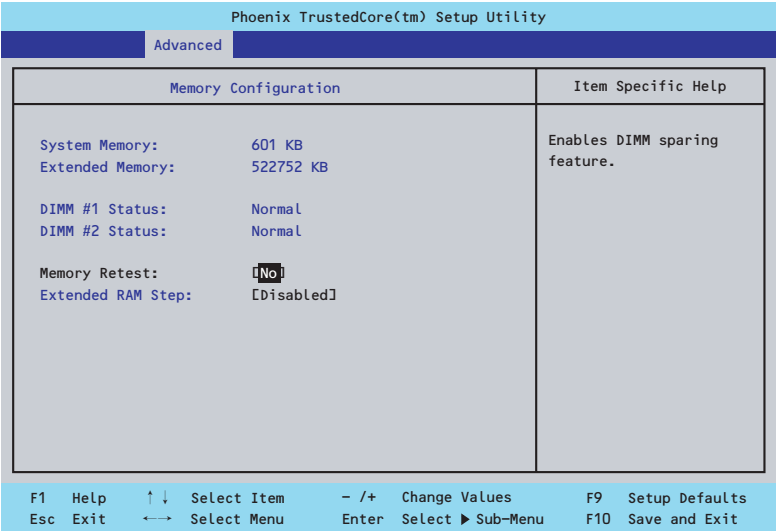 Phoenix TrustedCore(tm) Setup Utility
Advanced
Memory Configuration
System Memory: 601 KB
Extended Memory: 522752 KB
DIMM #1 Status: Normal
DIMM #2 Status: Normal
Memory Retest: [No]
Extended RAM Step: [Disabled]
Item Specific Help
Enables DIMM sparing
feature.
F1 Help ↑↓ Select Item - /+ Change Values F9 Setup Defaults
Esc Exit ←→ Select Menu Enter Select ▶ Sub-Menu F10 Save and Exit